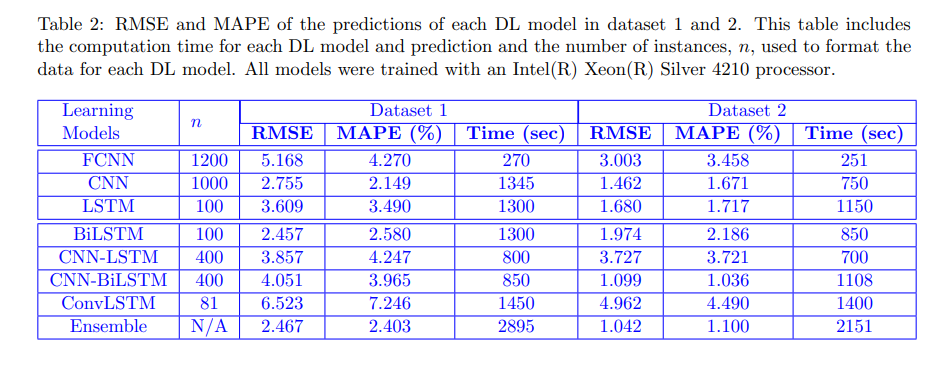 Table 2: RMSE and MAPE of the predictions of each DL model in dataset 1 and 2. This table includes
the computation time for each DL model and prediction and the number of instances, n, used to format the
data for each DL model. All models were trained with an Intel(R) Xeon(R) Silver 4210 processor.
Learning Models n Dataset 1 Dataset 2
RMSE MAPE (%) Time (sec) RMSE MAPE (%) Time (sec)
FCNN 1200 5.168 4.270 270 3.003 3.458 251
CNN 1000 2.755 2.149 1345 1.462 1.671 750
LSTM 100 3.609 3.490 1300 1.680 1.717 1150
BiLSTM 100 2.457 2.580 1300 1.974 2.186 850
CNN-LSTM 400 3.857 4.247 800 3.727 3.721 700
CNN-BiLSTM 400 4.051 3.965 850 1.099 1.036 1108
ConvLSTM 81 6.523 7.246 1450 4.962 4.490 1400
Ensemble N/A 2.467 2.403 2895 1.042 1.100 2151